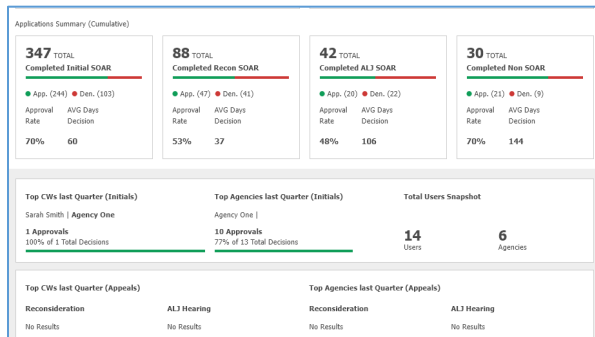 Applications Summary (Cumulative)
347 TOTAL
Completed Initial SOAR
App. (244) Den. (103)
Approval Rate
AVG Days Decision
70% 60
88 TOTAL
Completed Recon SOAR
App. (47) Den. (41)
Approval Rate
AVG Days Decision
53% 37
42 TOTAL
Completed ALJ SOAR
App. (20) Den. (22)
Approval Rate
AVG Days Decision
48% 106
30 TOTAL
Completed Non SOAR
App. (21) Den. (9)
Approval Rate
AVG Days Decision
70% 144
Top CWs last Quarter (Initials)
Sarah Smith | Agency One
1 Approvals
100% of 1 Total Decisions
Top Agencies last Quarter (Initials)
Agency One |
10 Approvals
77% of 13 Total Decisions
Total Users Snapshot
14
Users
6
Agencies
Top CWs last Quarter (Appeals)
Reconsideration
No Results
ALJ Hearing
No Results
Top Agencies last Quarter (Appeals)
Reconsideration
No Results
ALJ Hearing
No Results